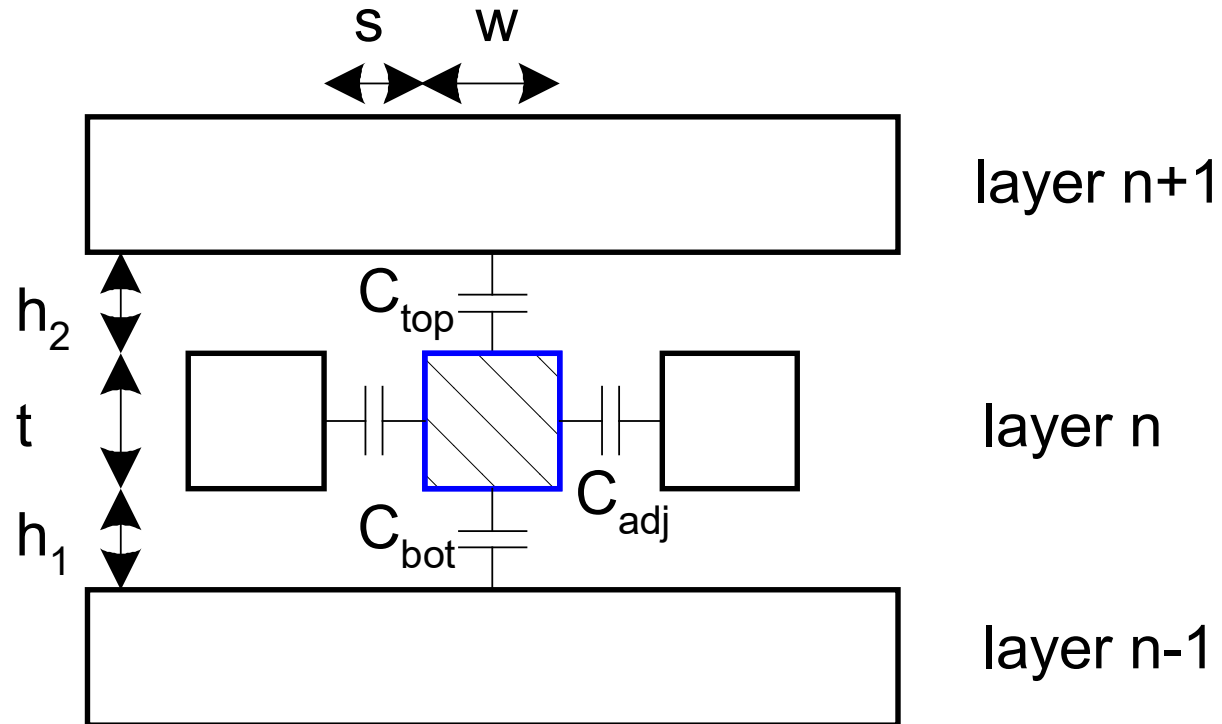 s w
layer n+1
h2
Ctop
t
layer n
Cadj
h1
Cbot
layer n-1